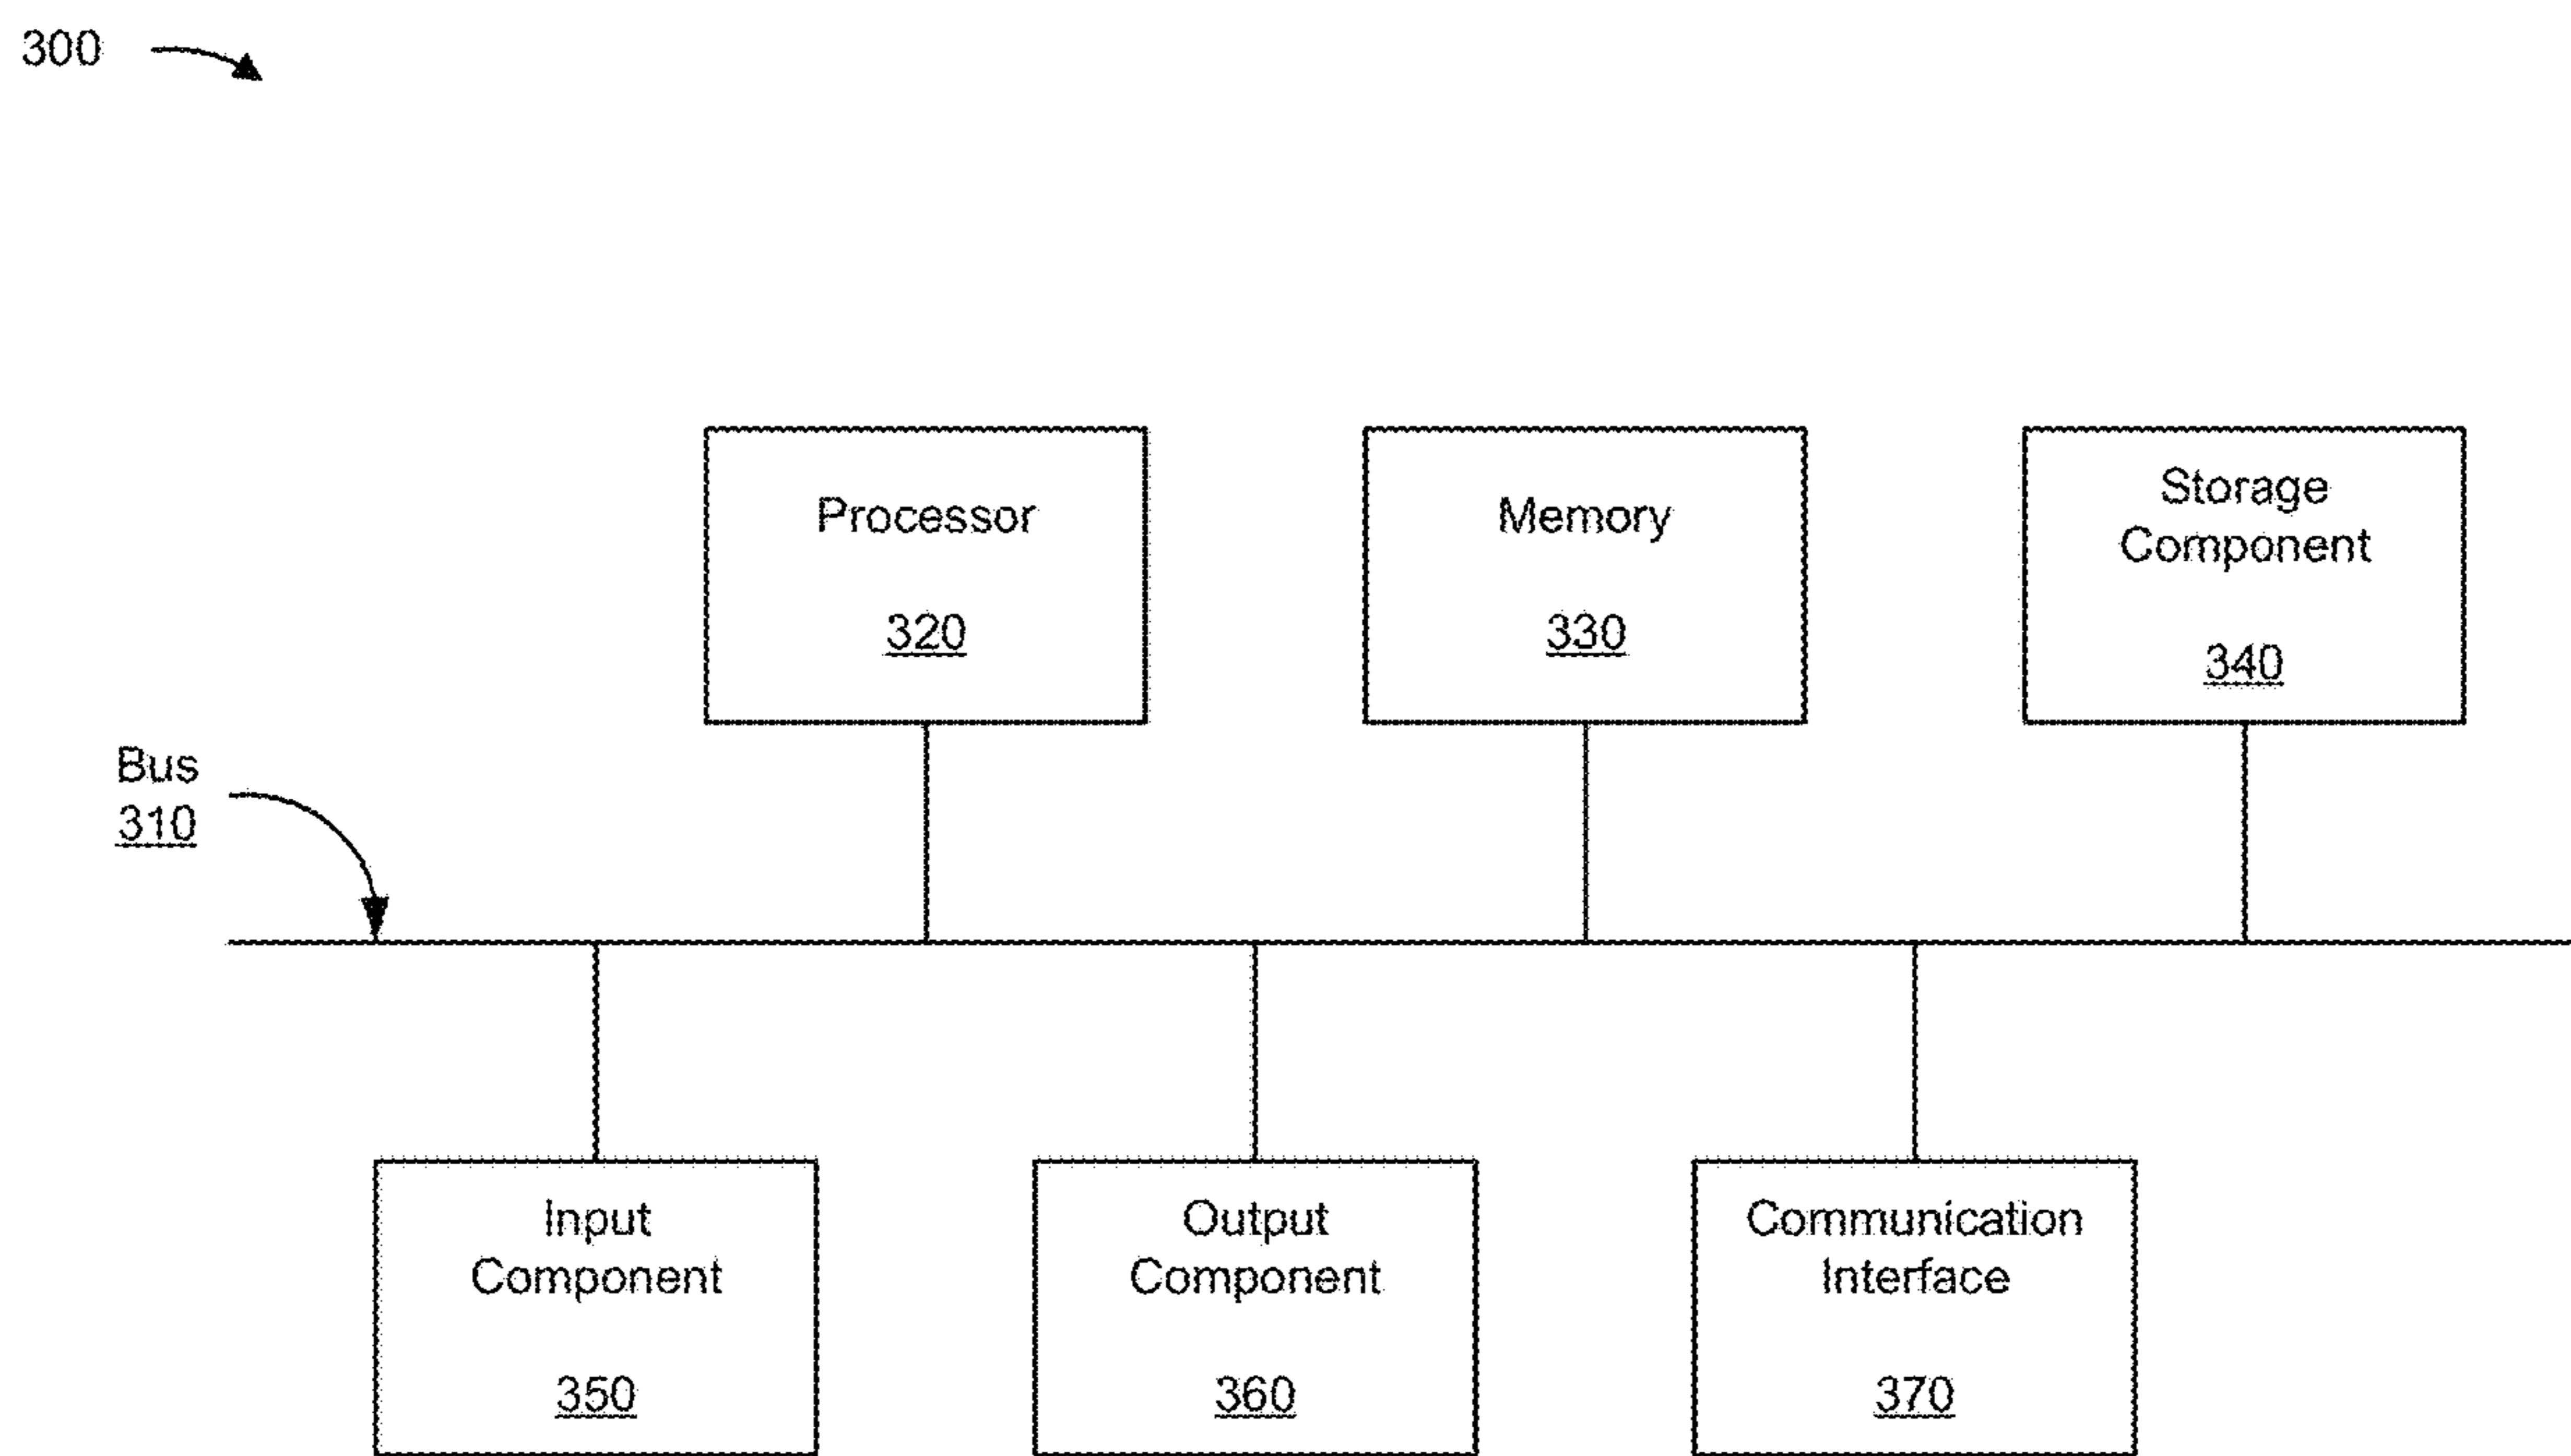 300
Processor
320
Memory
330
Storage
Component
340
Bus
310
Input
Component
350
Output
Component
360
Communication
Interface
370